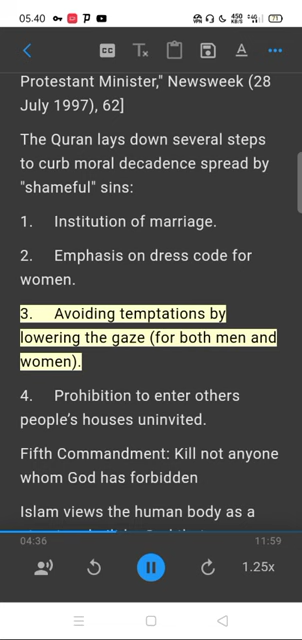 05.40
450
KB/S
4G
71
CC
Protestant Minister," Newsweek (28
July 1997), 62]
The Quran lays down several steps
to curb moral decadence spread by
"shameful" sins:
1. Institution of marriage.
2. Emphasis on dress code for
women.
3. Avoiding temptations by
lowering the gaze (for both men and
women).
4. Prohibition to enter others
people's houses uninvited.
Fifth Commandment: Kill not anyone
whom God has forbidden
Islam views the human body as a
04:36
11:59
1.25x